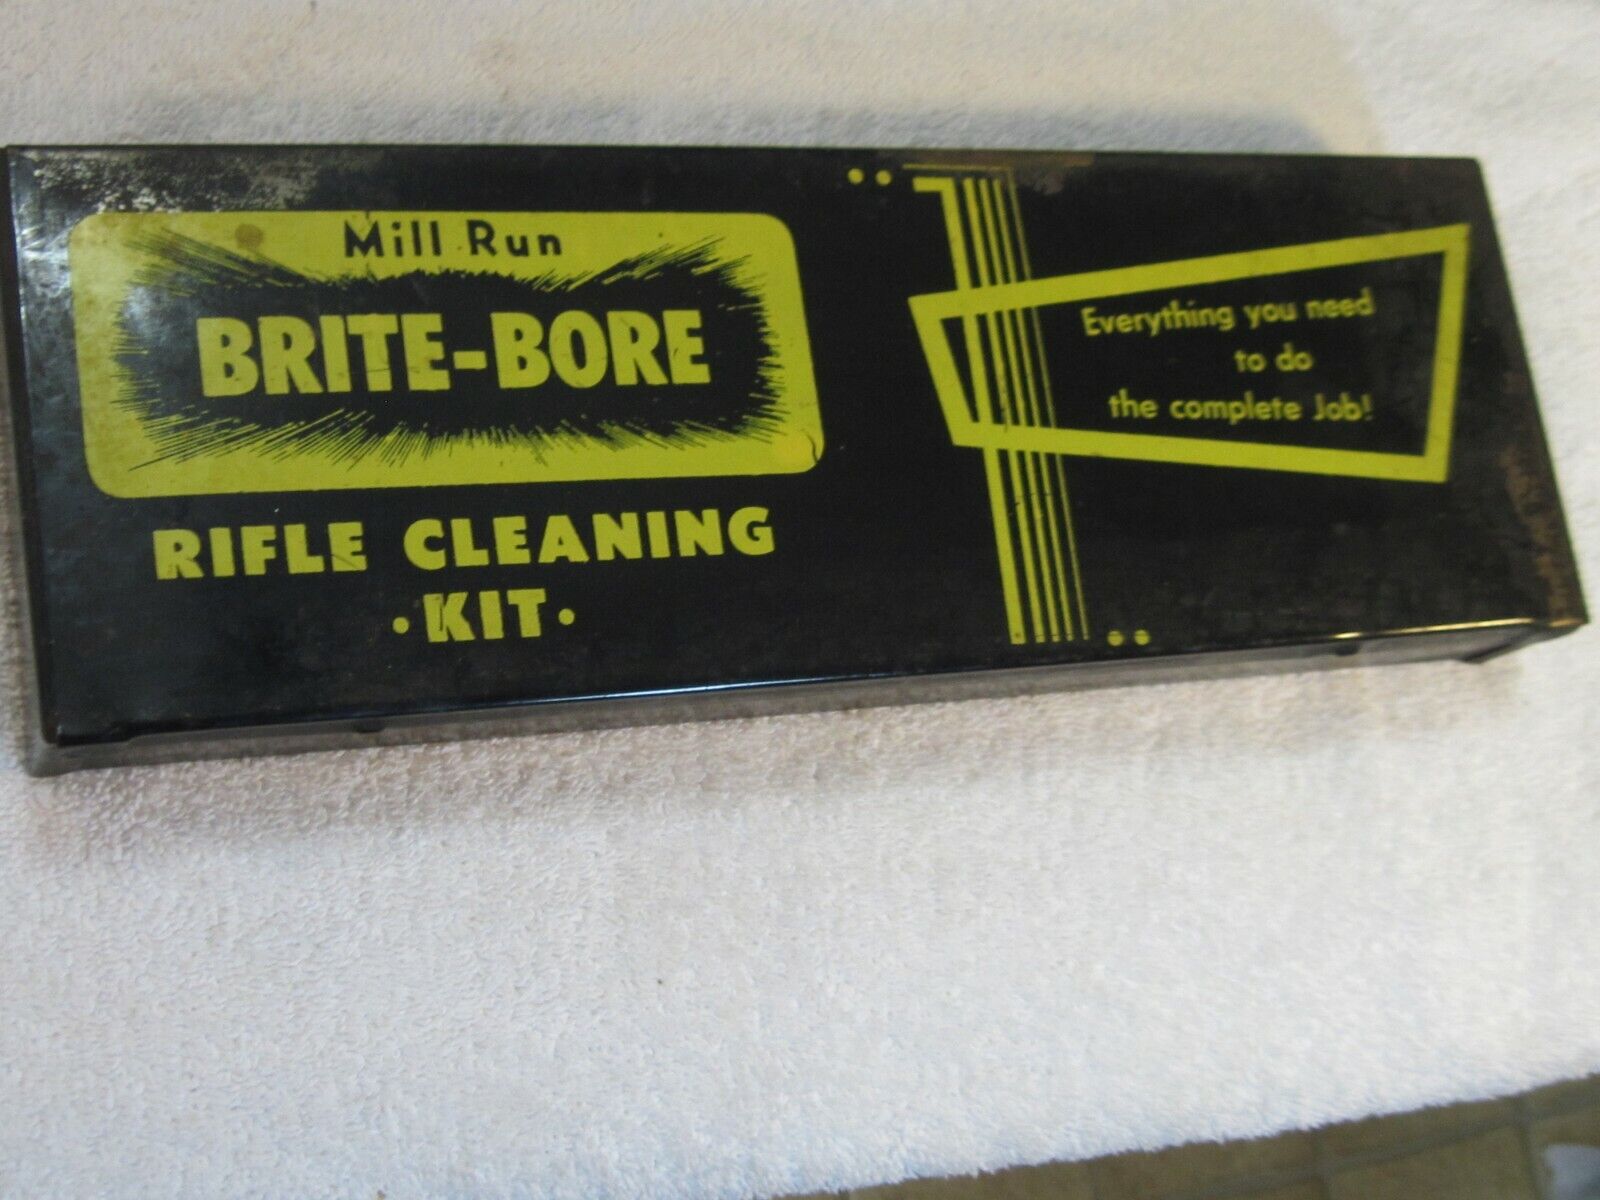 Mill Run
BRITE-BORE
RIFLE CLEANING
• KIT •
Everything you need
to do
the complete Job!